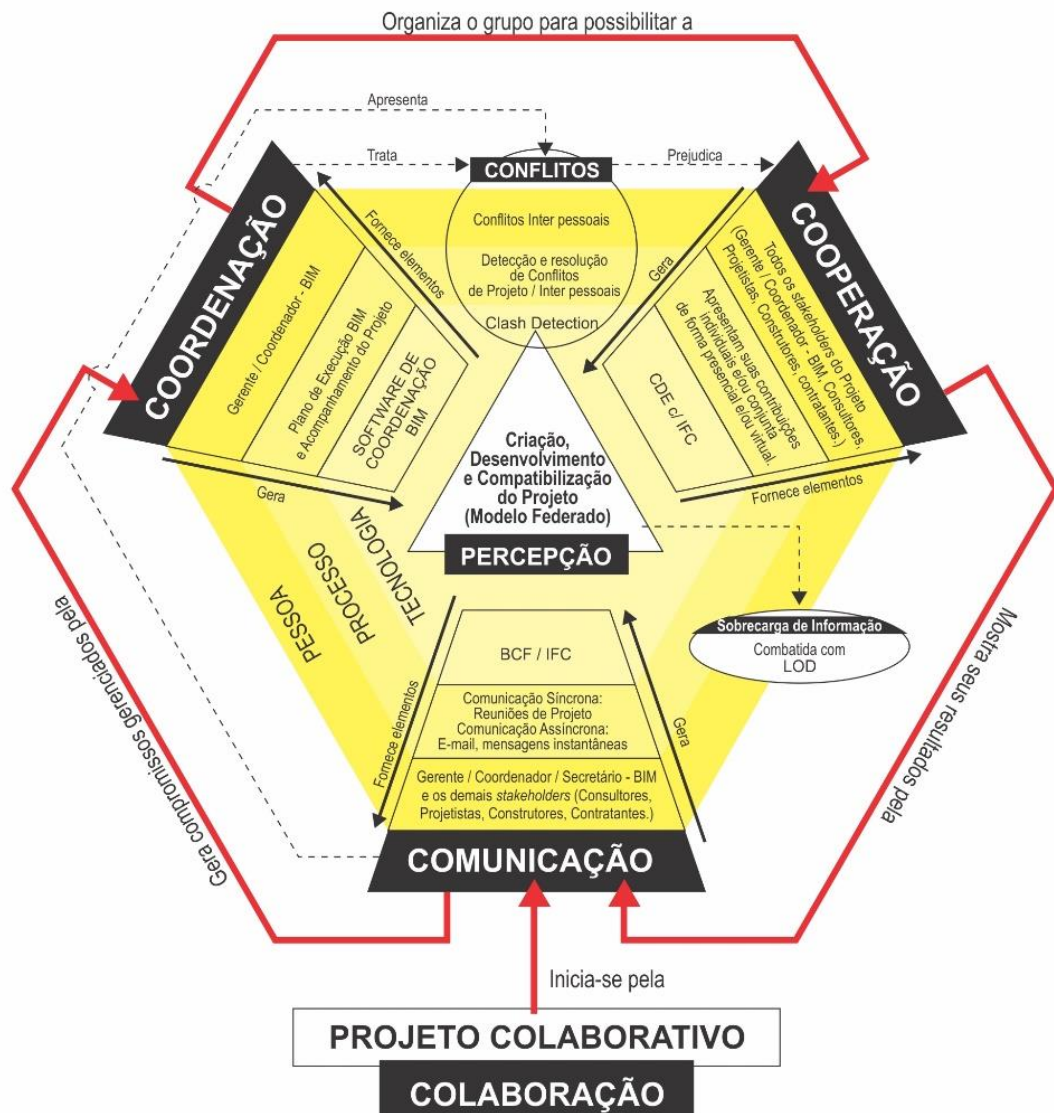 Organiza o grupo para possibilitar a
Apresenta
Trata
CONFLITOS
Prejudica
COORDENAÇÃO
Gerente / Coordenador - BIM
Plano de Execução BIM
e Acompanhamento do Projeto
SOFTWARE DE
COORDENAÇÃO
BIM
Fornece elementos
Gera
Conflitos Inter pessoais
Detecção e resolução
de Conflitos
de Projeto / Inter pessoais
Clash Detection
COOPERAÇÃO
Todos os stakeholders do Projeto
(Gerente / Coordenador - BIM, Consultores,
Projetistas, Construtores, contratantes.)
Apresentam suas contribuições
individuais e/ou conjunta
de forma presencial e/ou virtual.
CDE c/ IFC
Gera
Fornece elementos
Criação,
Desenvolvimento
e Compatibilização
do Projeto
(Modelo Federado)
PERCEPÇÃO
PESSOA
PROCESSO
TECNOLOGIA
Sobrecarga de Informação
Combatida com
LOD
BCF / IFC
Comunicação Síncrona:
Reuniões de Projeto
Comunicação Assíncrona:
E-mail, mensagens instantâneas
Gerente / Coordenador / Secretário - BIM
e os demais stakeholders (Consultores,
Projetistas, Construtores, Contratantes.)
Fornece elementos
Gera
COMUNICAÇÃO
Gera compromissos gerenciados pela
Mostra seus resultados pela
Inicia-se pela
PROJETO COLABORATIVO
COLABORAÇÃO